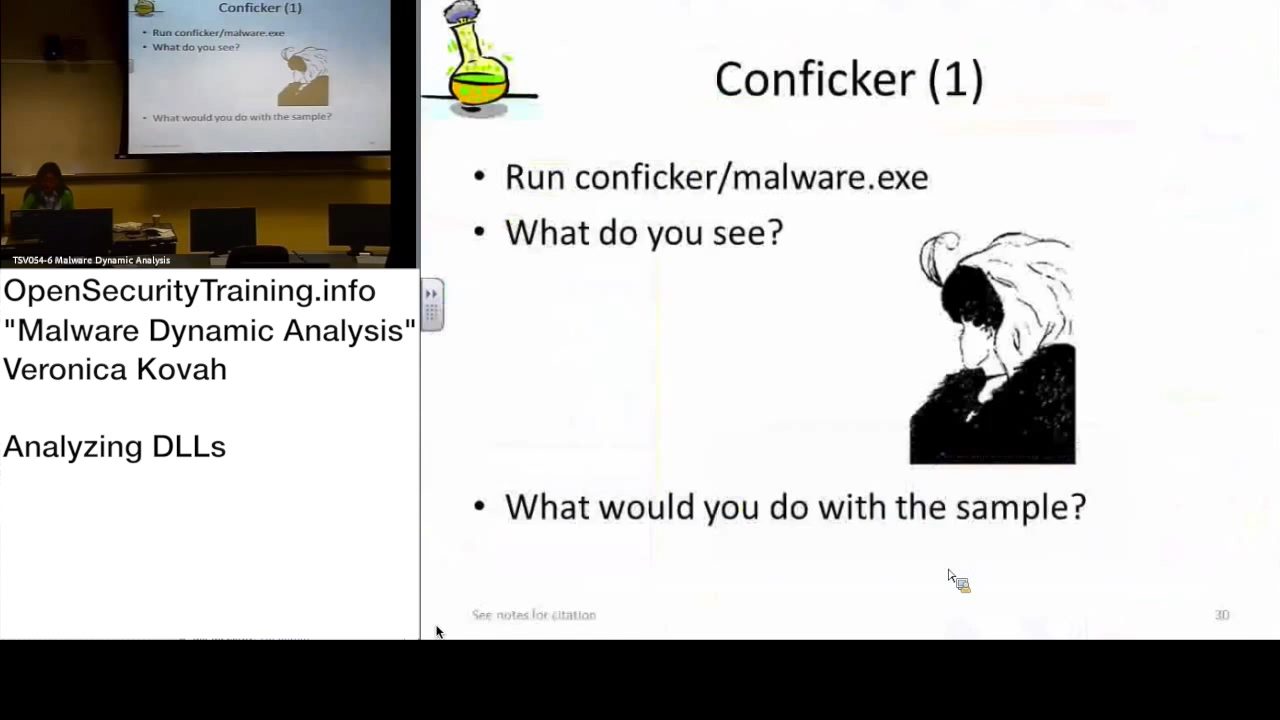 Conficker (1)
• Run conficker/malware.exe
• What do you see?
• What would you do with the sample?
TSV054-6 Malware Dynamic Analysis
OpenSecurityTraining.info
"Malware Dynamic Analysis"
Veronica Kovah
Analyzing DLLs
Conficker (1)
• Run conficker/malware.exe
• What do you see?
• What would you do with the sample?
See notes for citation
30